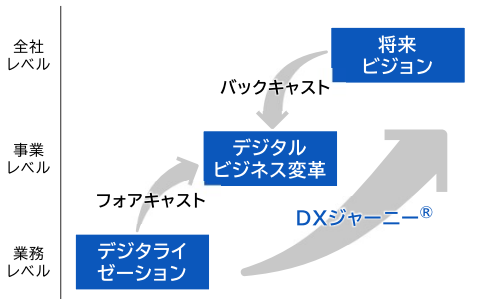 全社
レベル
将来
ビジョン
バックキャスト
事業
レベル
デジタル
ビジネス変革
フォアキャスト
DXジャーニー®
業務
レベル
デジタライ
ゼーション